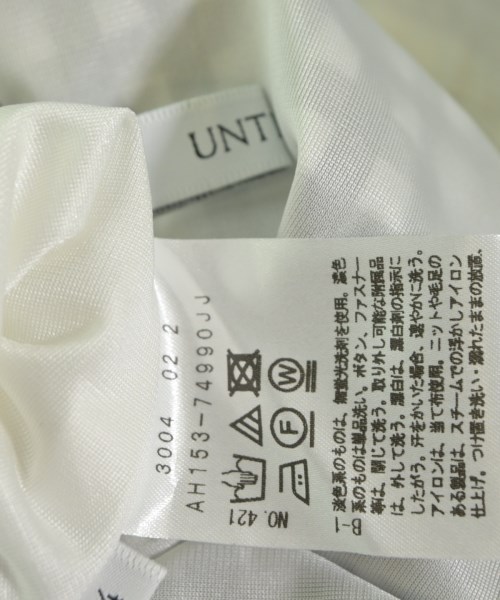 UNT
3004 02 2
AH153-74990JJ
NO. 421
淡色系のものは、無蛍光洗剤を使用。濃色
系のものは単品洗い。ボタン、ファスナー
等は、閉じて洗う。取り外し可能な附属品
は、外して洗う。漂白は、漂白剤の指示に
したがう。汗をかいた場合、速やかに洗う。
アイロンは、当て布使用。ニットや毛足の
ある製品は、スチームでの浮かしアイロン
仕上げ。つけ置き洗い・濡れたままの放置、